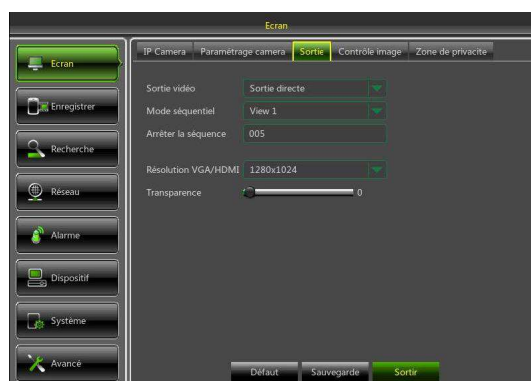 Ecran
IP Camera Paramétrage camera Sortie Contrôle image Zone de privacite
Ecran
Enregistrer
Recherche
Réseau
Alarme
Dispositif
Système
Avancé
Sortie vidéo Sortie directe
Mode séquentiel View 1
Arrêter la séquence 005
Résolution VGA/HDMI 1280x1024
Transparence 0
Défaut Sauvegarde Sortir